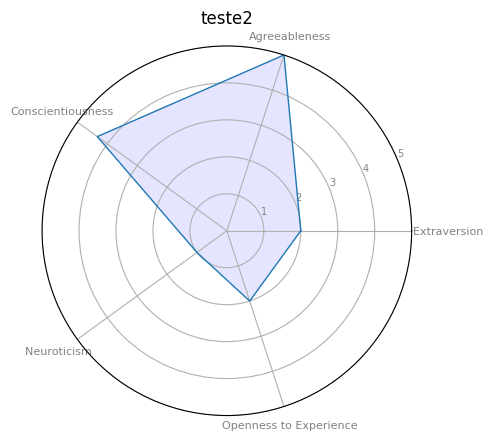 teste2
Agreeableness
Conscientiousness
5
4
3
2
1
Extraversion
Neuroticism
Openness to Experience